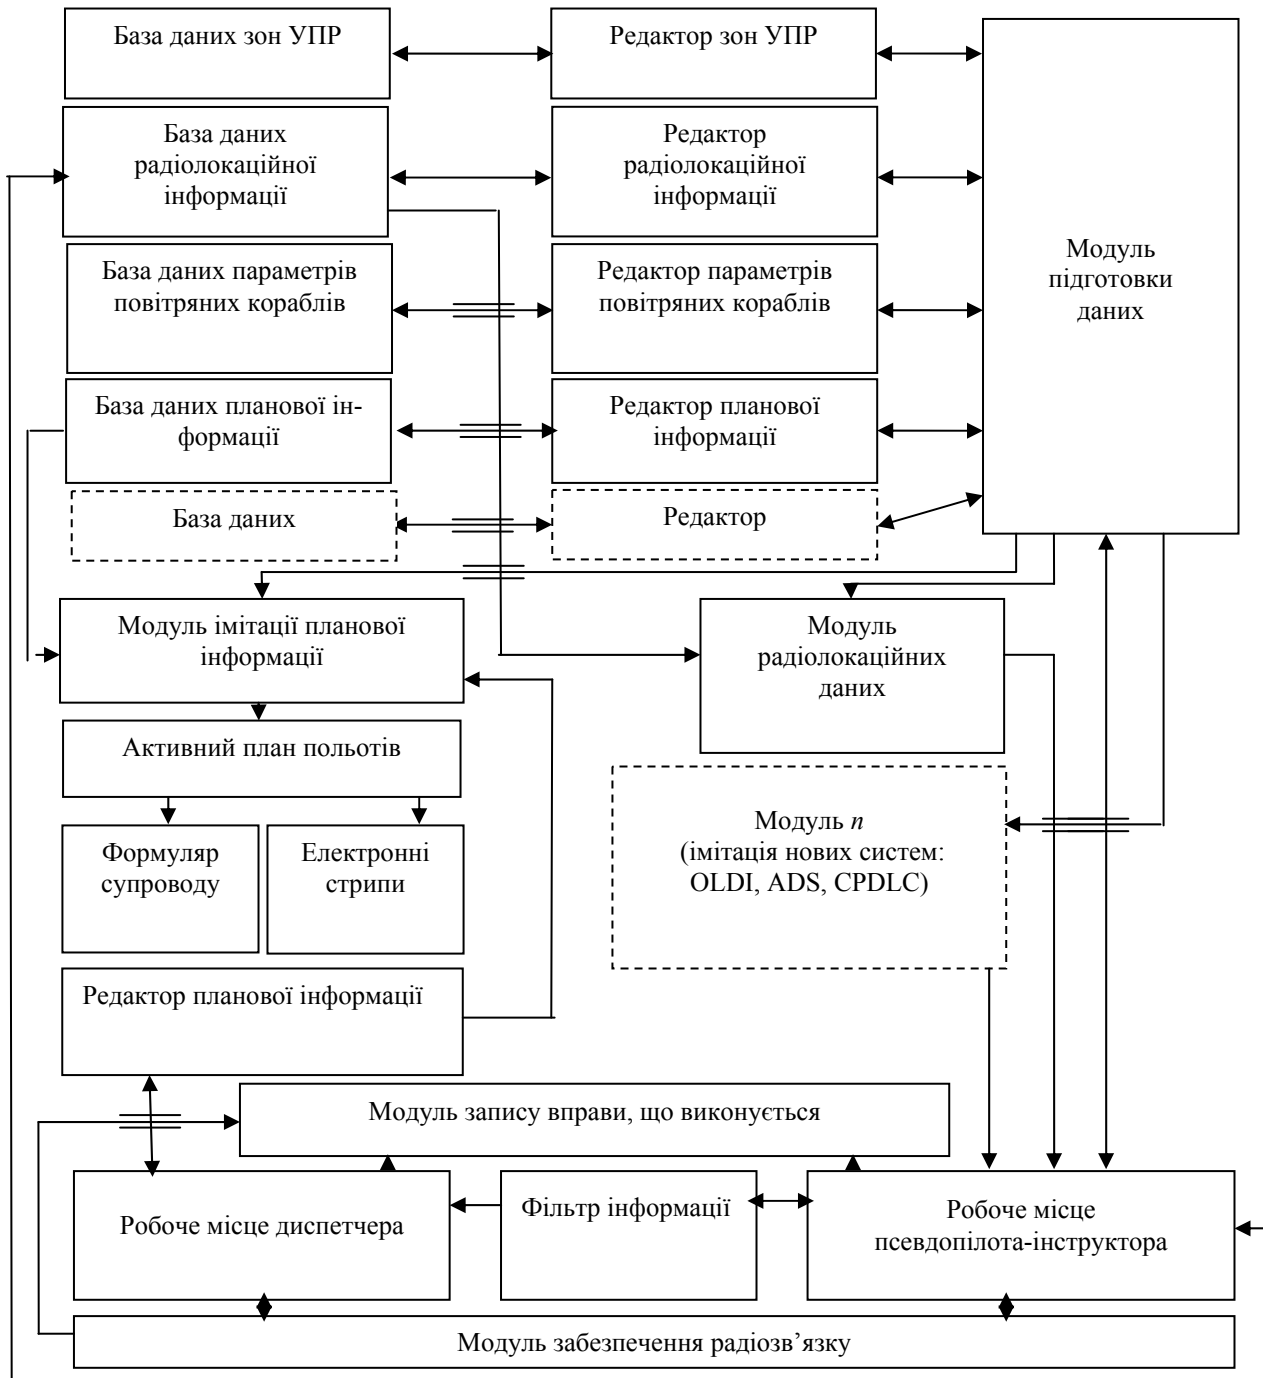 База даних зон УПР
Редактор зон УПР
База даних
радіолокаційної
інформації
Редактор
радіолокаційної
інформації
Модуль
підготовки
даних
База даних параметрів
повітряних кораблів
Редактор параметрів
повітряних кораблів
База даних планової ін-
формації
Редактор планової
інформації
База даних
Редактор
Модуль імітації планової
інформації
Модуль
радіолокаційних
даних
Активний план польотів
Формуляр
супроводу
Електронні
стрипи
Модуль n
(імітація нових систем:
OLDI, ADS, CPDLC)
Редактор планової інформації
Модуль запису вправи, що виконується
Робоче місце диспетчера
Фільтр інформації
Робоче місце
псевдопілота-інструктора
Модуль забезпечення радіозв’язку